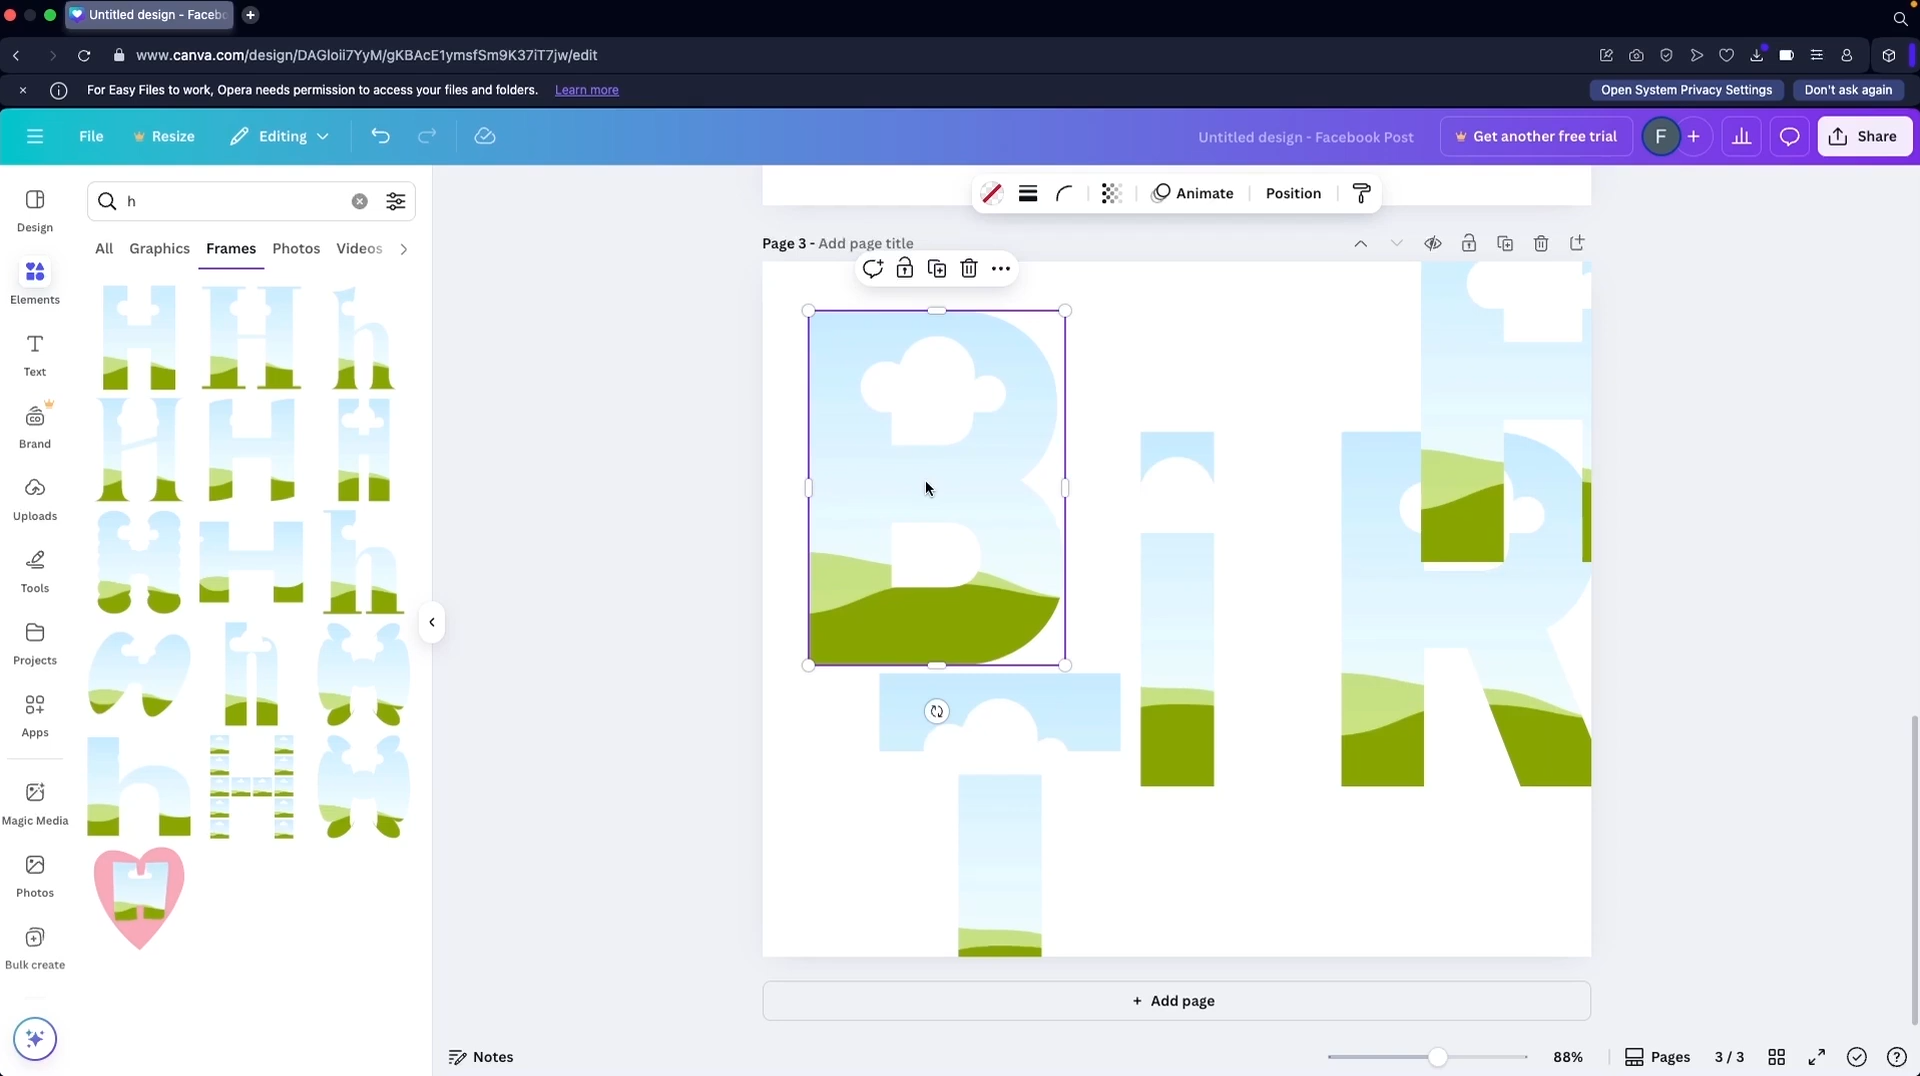 Untitled design - Facebo
www.canva.com/design/DAGloii7YyM/gKBAcE1ymsfSm9K37iT7jw/edit
For Easy Files to work, Opera needs permission to access your files and folders. Learn more
Open System Privacy Settings
Don't ask again
File
Resize
Editing
Untitled design - Facebook Post
Get another free trial
F
Share
Design
Elements
Text
Brand
Uploads
Tools
Projects
Apps
Magic Media
Photos
Bulk create
h
All Graphics Frames Photos Videos
Animate
Position
Page 3 - Add page title
B i R H
T
+ Add page
Notes
88%
Pages
3 / 3